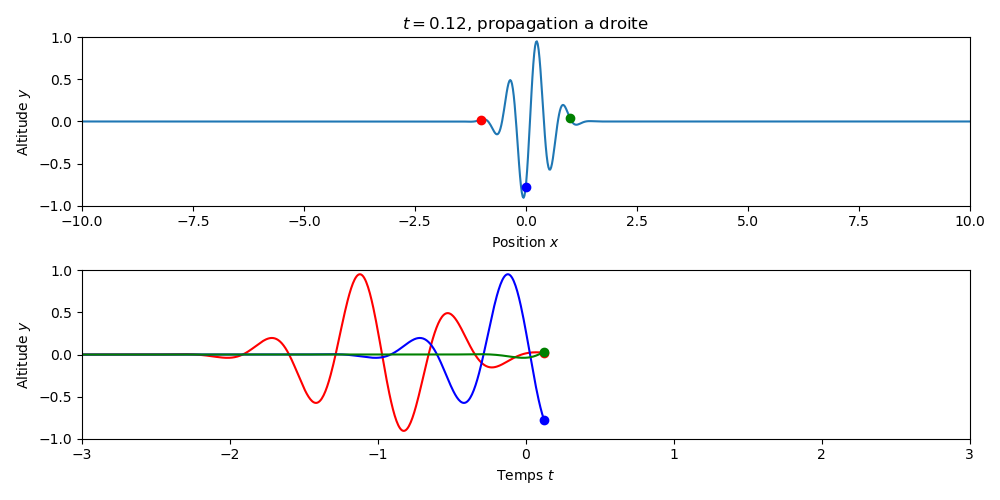 t = 0.12, propagation a droite
Altitude y
1.0
0.5
0.0
−0.5
−1.0
−10.0 −7.5 −5.0 −2.5 0.0 2.5 5.0 7.5 10.0
Position x
Altitude y
1.0
0.5
0.0
−0.5
−1.0
−3 −2 −1 0 1 2 3
Temps t